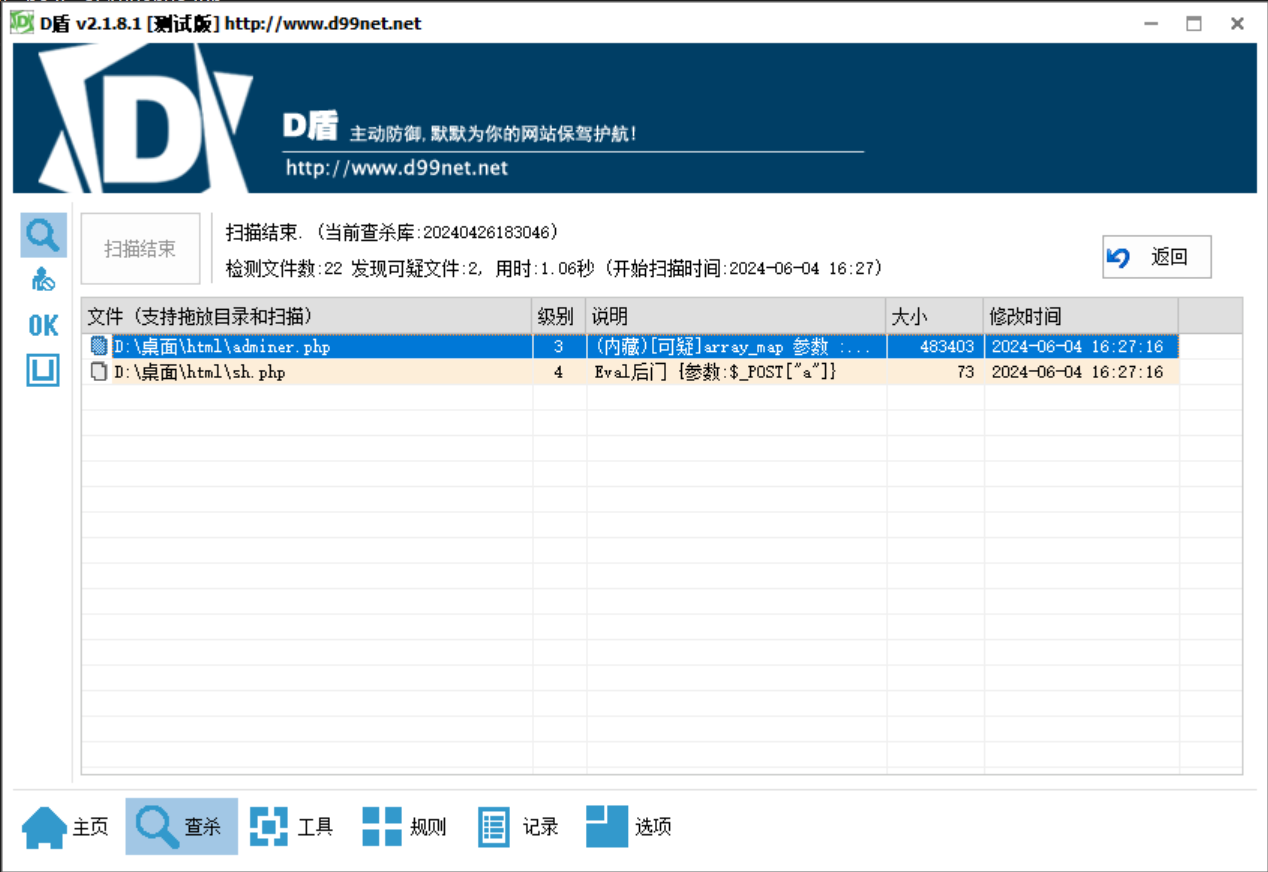 D盾 v2.1.8.1 [测试版] http://www.d99net.net
D盾 主动防御,默默为你的网站保驾护航!
http://www.d99net.net
扫描结束
扫描结束. (当前查杀库:20240426183046)
检测文件数:22 发现可疑文件:2, 用时:1.06秒 (开始扫描时间:2024-06-04 16:27)
返回
OK
文件 (支持拖放目录和扫描) 级别 说明 大小 修改时间
D:\桌面\html\adminer.php 3 (内藏)[可疑]array_map 参数 :... 483403 2024-06-04 16:27:16
D:\桌面\html\sh.php 4 Eval后门 {参数:$_POST["a"]} 73 2024-06-04 16:27:16
主页 查杀 工具 规则 记录 选项